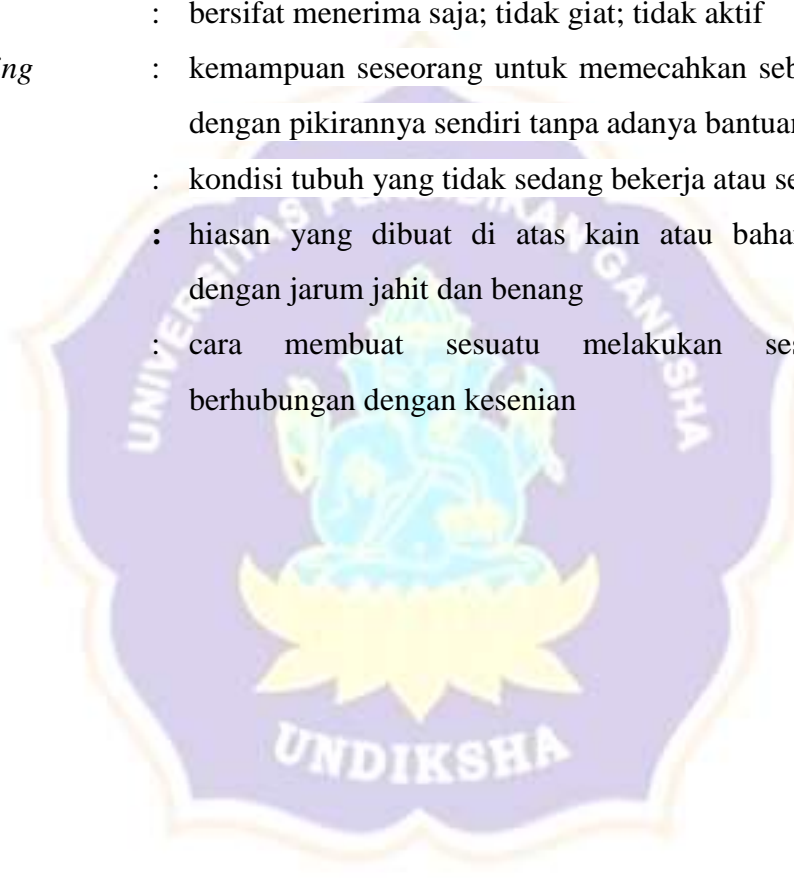 : bersifat menerima saja; tidak giat; tidak aktif
ing : kemampuan seseorang untuk memecahkan seb
dengan pikirannya sendiri tanpa adanya bantuan
: kondisi tubuh yang tidak sedang bekerja atau se
: hiasan yang dibuat di atas kain atau bahan
dengan jarum jahit dan benang
: cara membuat sesuatu melakukan ses
berhubungan dengan kesenian
UNIVERSITAS PENDIDIKAN GANESHA
UNDIKSHA